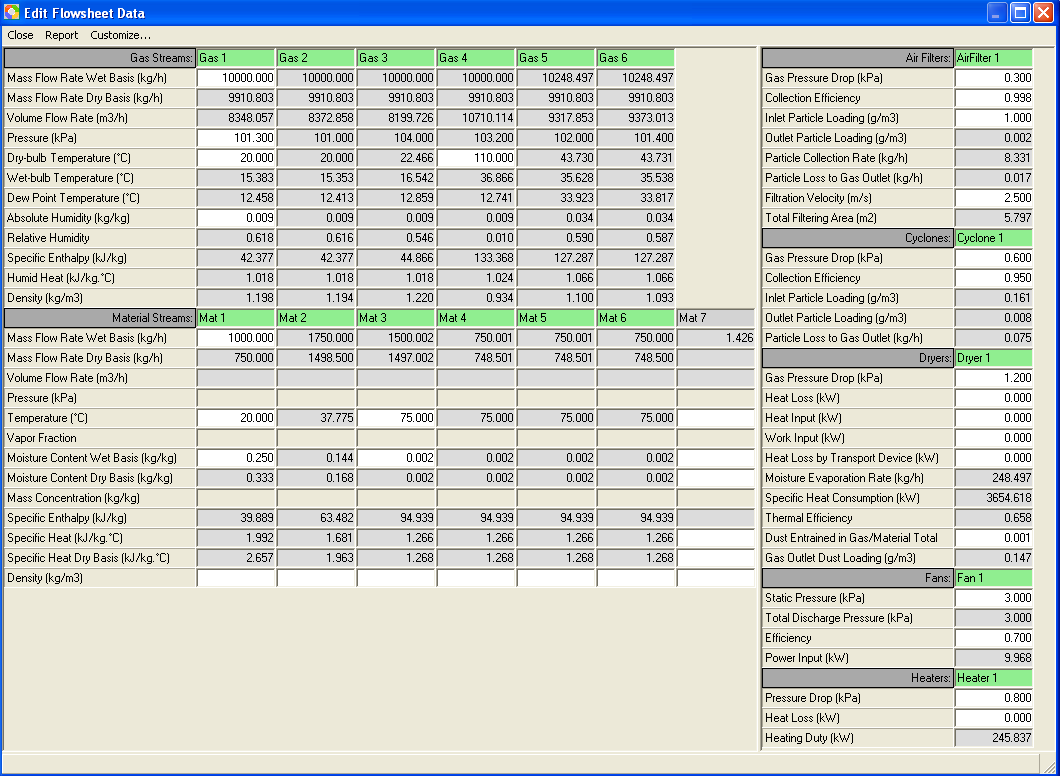 Edit Flowsheet Data
Close Report Customize...
Gas Streams: Gas 1 Gas 2 Gas 3 Gas 4 Gas 5 Gas 6
Mass Flow Rate Wet Basis (kg/h) 10000.000 10000.000 10000.000 10000.000 10248.497 10248.497
Mass Flow Rate Dry Basis (kg/h) 9910.803 9910.803 9910.803 9910.803 9910.803 9910.803
Volume Flow Rate (m3/h) 8348.057 8372.858 8199.726 10710.114 9317.853 9373.013
Pressure (kPa) 101.300 101.000 104.000 103.200 102.000 101.400
Dry-bulb Temperature (°C) 20.000 20.000 22.466 110.000 43.730 43.731
Wet-bulb Temperature (°C) 15.383 15.353 16.542 36.866 35.628 35.538
Dew Point Temperature (°C) 12.458 12.413 12.859 12.741 33.923 33.817
Absolute Humidity (kg/kg) 0.009 0.009 0.009 0.009 0.034 0.034
Relative Humidity 0.618 0.616 0.546 0.010 0.590 0.587
Specific Enthalpy (kJ/kg) 42.377 42.377 44.866 133.368 127.287 127.287
Humid Heat (kJ/kg.°C) 1.018 1.018 1.018 1.024 1.066 1.066
Density (kg/m3) 1.198 1.194 1.220 0.934 1.100 1.093
Material Streams: Mat 1 Mat 2 Mat 3 Mat 4 Mat 5 Mat 6 Mat 7
Mass Flow Rate Wet Basis (kg/h) 1000.000 1750.000 1500.002 750.001 750.001 750.000 1.426
Mass Flow Rate Dry Basis (kg/h) 750.000 1498.500 1497.002 748.501 748.501 748.500
Volume Flow Rate (m3/h)
Pressure (kPa)
Temperature (°C) 20.000 37.775 75.000 75.000 75.000 75.000
Vapor Fraction
Moisture Content Wet Basis (kg/kg) 0.250 0.144 0.002 0.002 0.002 0.002
Moisture Content Dry Basis (kg/kg) 0.333 0.168 0.002 0.002 0.002 0.002
Mass Concentration (kg/kg)
Specific Enthalpy (kJ/kg) 39.889 63.482 94.939 94.939 94.939 94.939
Specific Heat (kJ/kg.°C) 1.992 1.681 1.266 1.266 1.266 1.266
Specific Heat Dry Basis (kJ/kg.°C) 2.657 1.963 1.268 1.268 1.268 1.268
Density (kg/m3)
Air Filters: AirFilter 1
Gas Pressure Drop (kPa) 0.300
Collection Efficiency 0.998
Inlet Particle Loading (g/m3) 1.000
Outlet Particle Loading (g/m3) 0.002
Particle Collection Rate (kg/h) 8.331
Particle Loss to Gas Outlet (kg/h) 0.017
Filtration Velocity (m/s) 2.500
Total Filtering Area (m2) 5.797
Cyclones: Cyclone 1
Gas Pressure Drop (kPa) 0.600
Collection Efficiency 0.950
Inlet Particle Loading (g/m3) 0.161
Outlet Particle Loading (g/m3) 0.008
Particle Loss to Gas Outlet (kg/h) 0.075
Dryers: Dryer 1
Gas Pressure Drop (kPa) 1.200
Heat Loss (kW) 0.000
Heat Input (kW) 0.000
Work Input (kW) 0.000
Heat Loss by Transport Device (kW) 0.000
Moisture Evaporation Rate (kg/h) 248.497
Specific Heat Consumption (kW) 3654.618
Thermal Efficiency 0.658
Dust Entrained in Gas/Material Total 0.001
Gas Outlet Dust Loading (g/m3) 0.147
Fans: Fan 1
Static Pressure (kPa) 3.000
Total Discharge Pressure (kPa) 3.000
Efficiency 0.700
Power Input (kW) 9.968
Heaters: Heater 1
Pressure Drop (kPa) 0.800
Heat Loss (kW) 0.000
Heating Duty (kW) 245.837